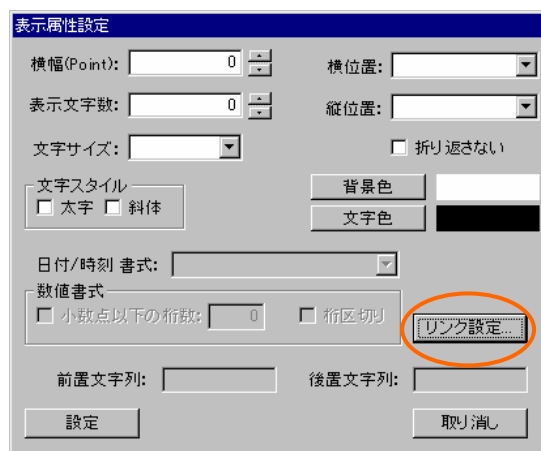 表示属性設定
横幅(Point): 0 横位置:
表示文字数: 0 縦位置:
文字サイズ: 折り返さない
文字スタイル
太字 斜体 背景色
文字色
日付/時刻 書式:
数値書式
小数点以下の桁数: 0 桁区切り リンク設定...
前置文字列: 後置文字列:
設定 取り消し